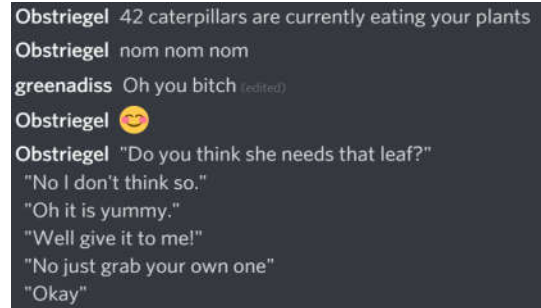 Obstriegel 42 caterpillars are currently eating your plants
Obstriegel nom nom nom
greenadiss Oh you bitch (edited)
Obstriegel 😊
Obstriegel "Do you think she needs that leaf?"
"No I don't think so."
"Oh it is yummy."
"Well give it to me!"
"No just grab your own one"
"Okay"